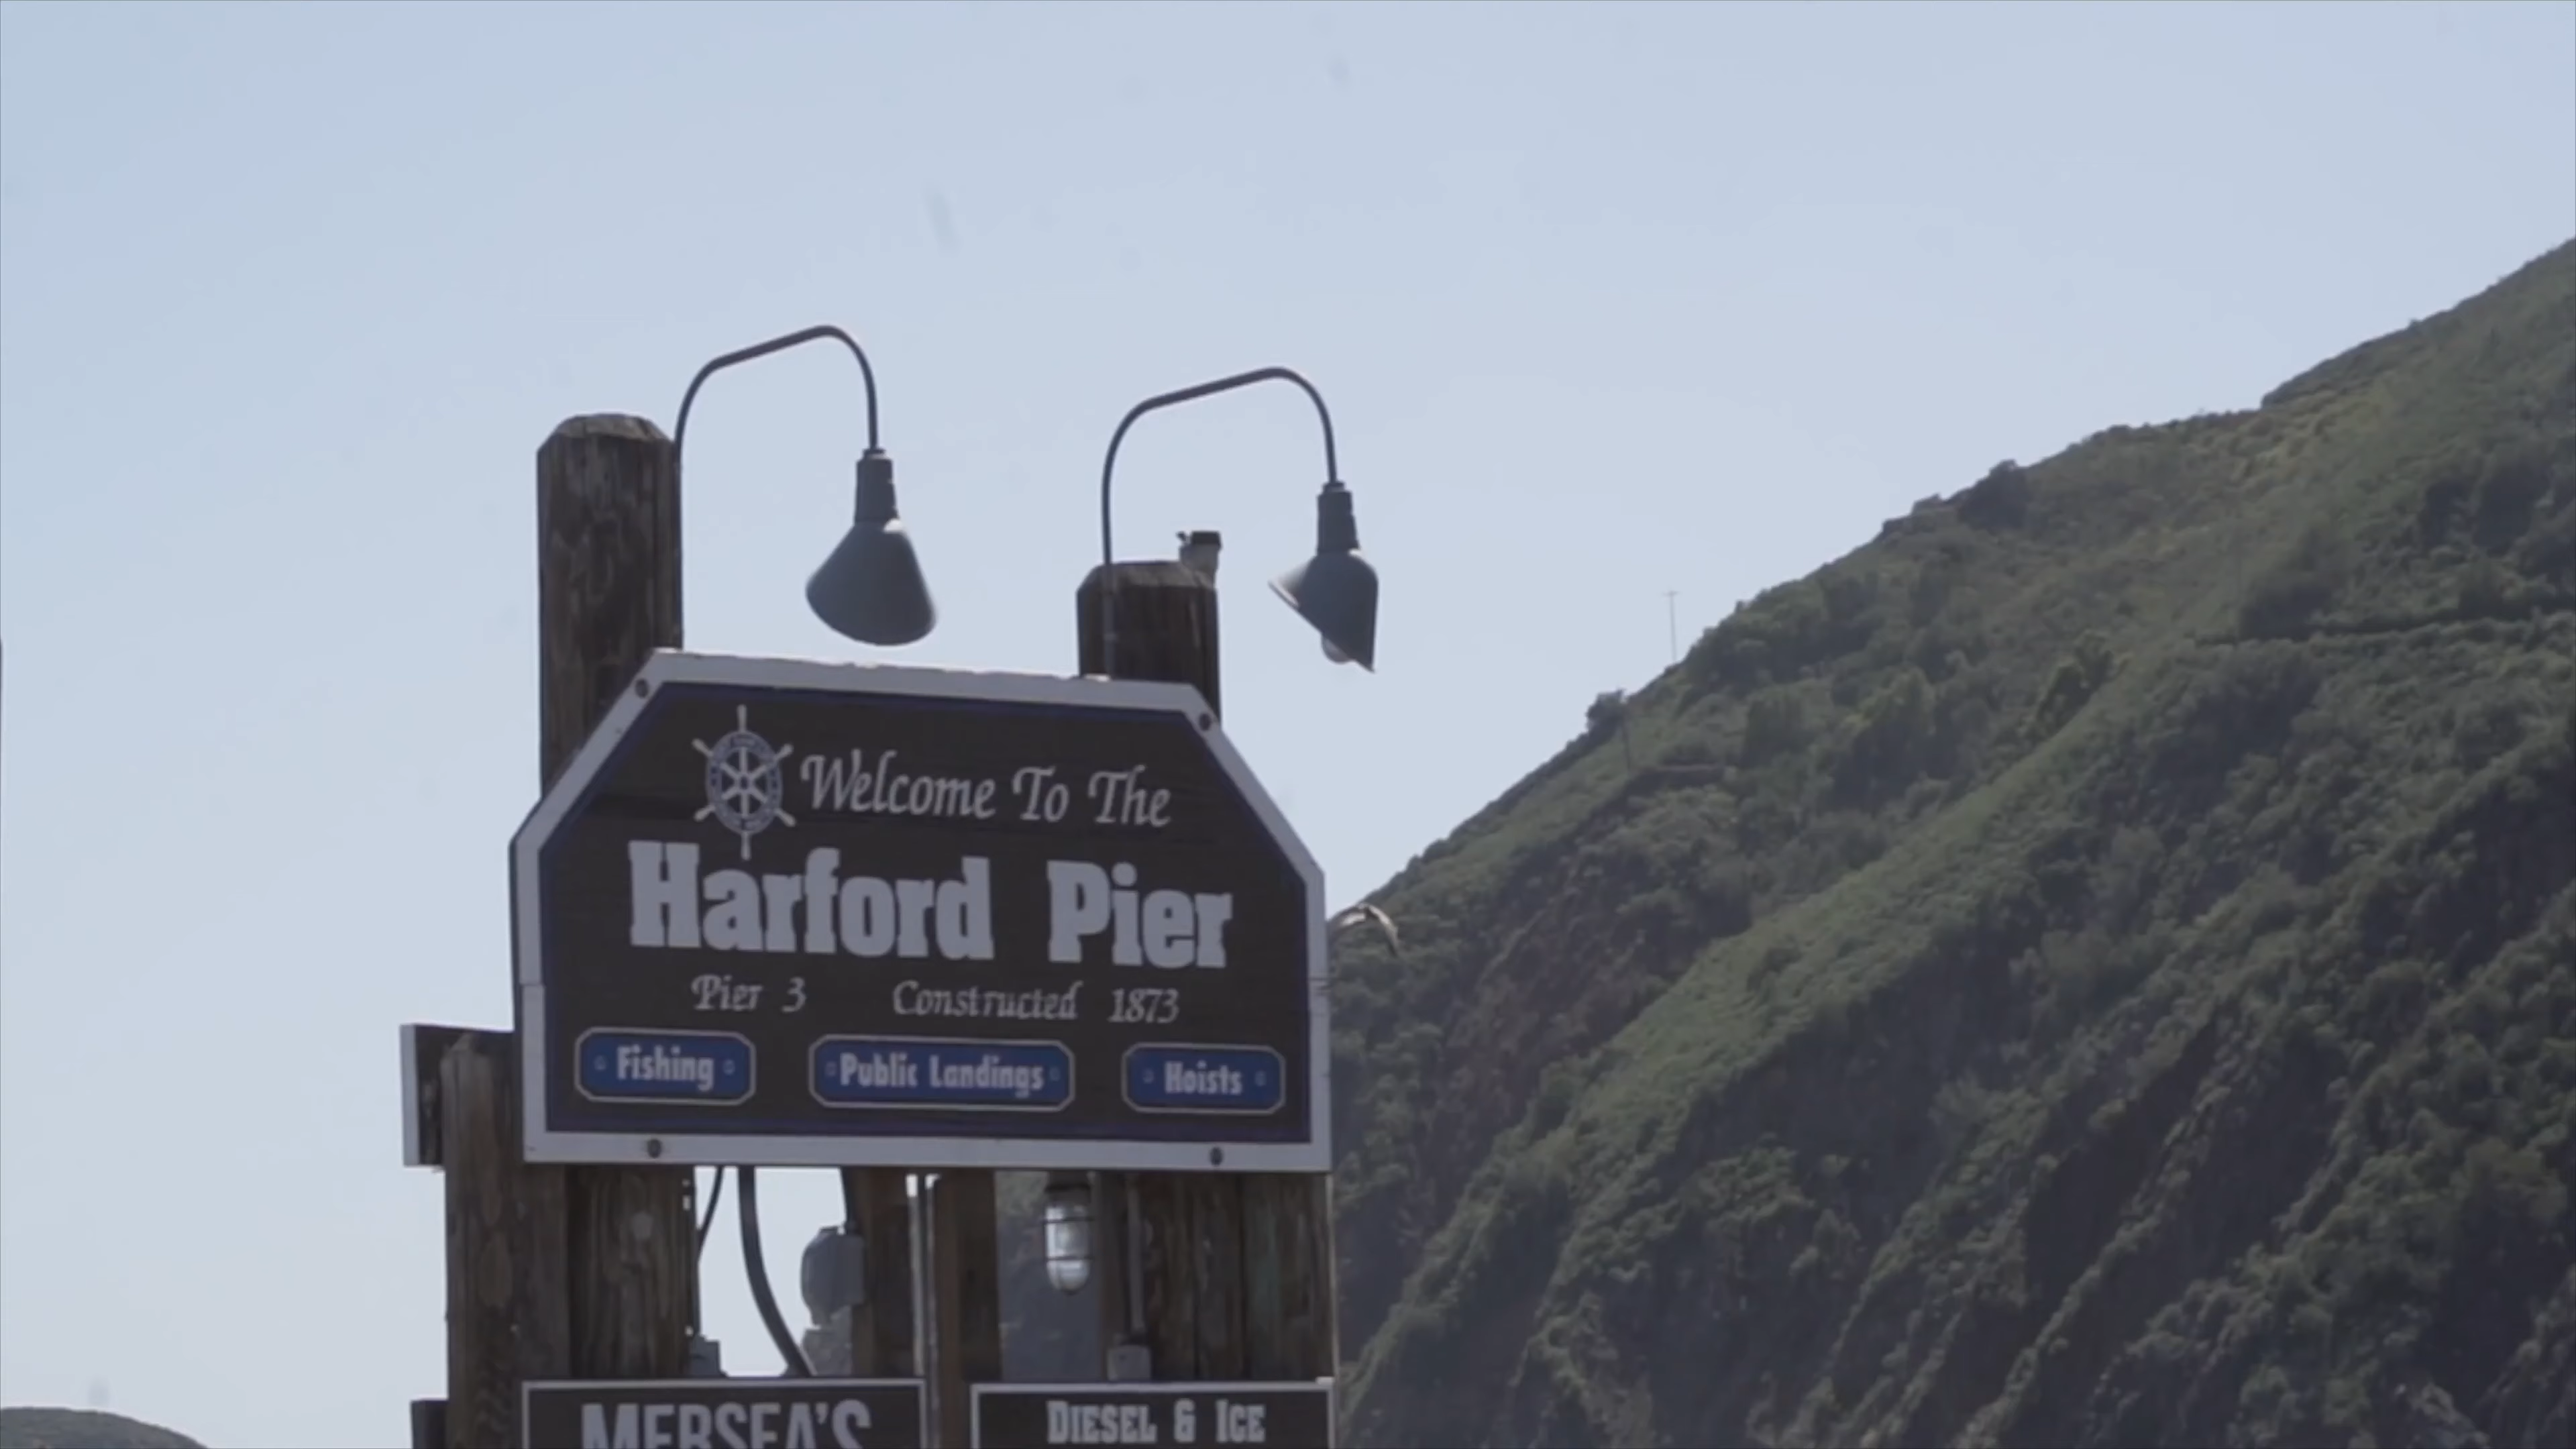 Welcome To The
Harford Pier
Pier 3 Constructed 1873
Fishing Public Landings Hoists
MERSEA'S DIESEL & ICE